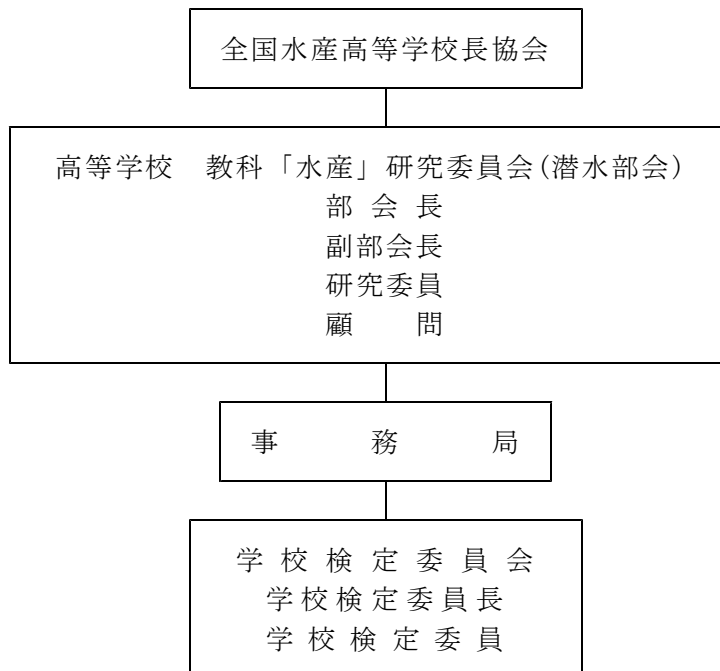 全国水産高等学校長協会
高等学校　教科「水産」研究委員会(潜水部会)
部 会 長
副部会長
研究委員
顧　　問
事　　務　　局
学 校 検 定 委 員 会
学校検定委員長
学 校 検 定 委 員